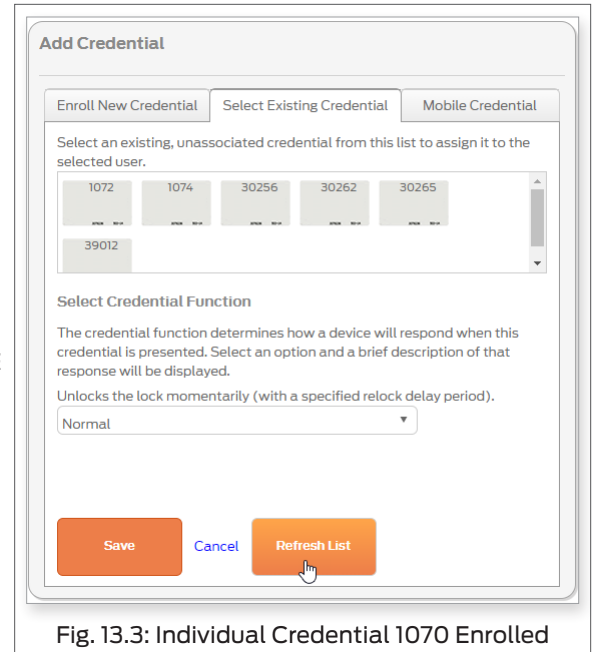 Add Credential
Enroll New Credential Select Existing Credential Mobile Credential
Select an existing, unassociated credential from this list to assign it to the
selected user.
1072 1074 30256 30262 30265
39012
Select Credential Function
The credential function determines how a device will respond when this
credential is presented. Select an option and a brief description of that
response will be displayed.
Unlocks the lock momentarily (with a specified relock delay period).
Normal
Save Cancel Refresh List
Fig. 13.3: Individual Credential 1070 Enrolled